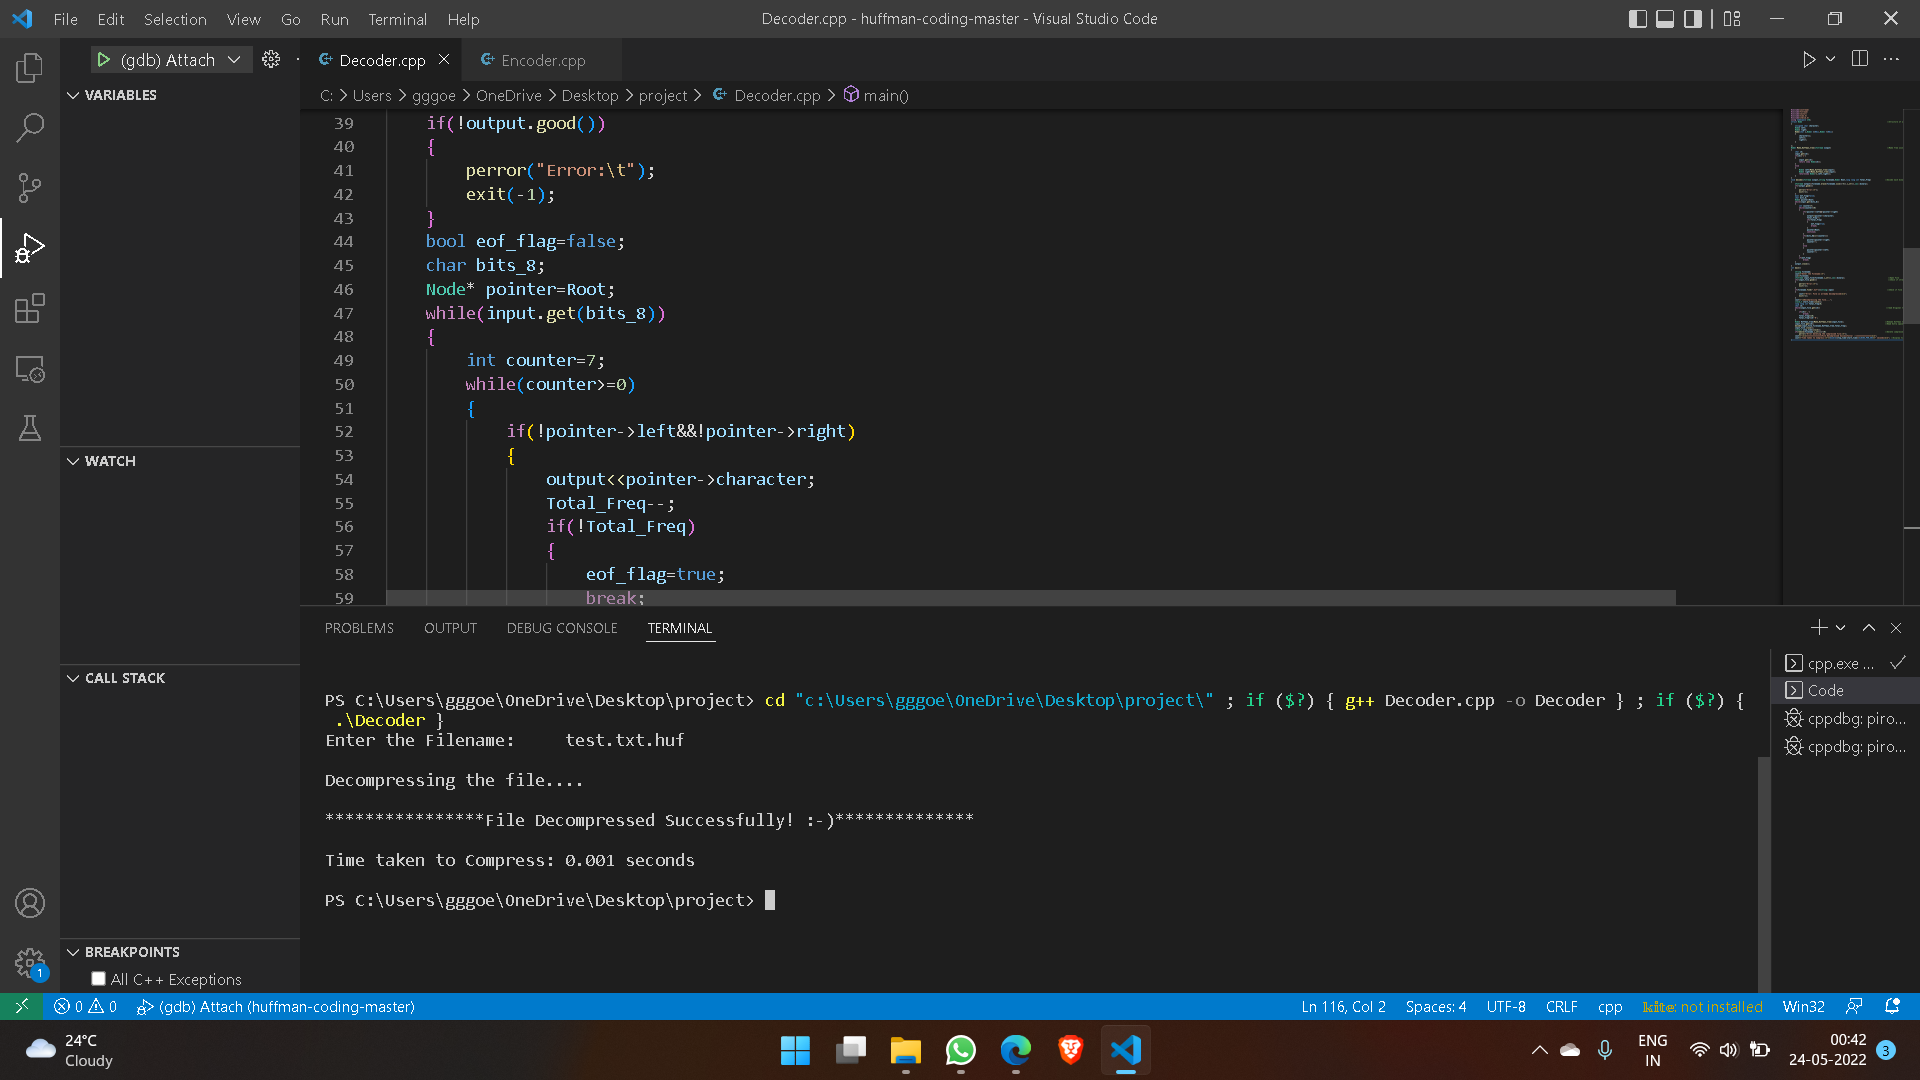 File Edit Selection View Go Run Terminal Help
Decoder.cpp - huffman-coding-master - Visual Studio Code
(gdb) Attach
Decoder.cpp
Encoder.cpp
VARIABLES
C: > Users > gggoe > OneDrive > Desktop > project > Decoder.cpp > main()
39 if(!output.good())
40 {
41 perror("Error:\t");
42 exit(-1);
43 }
44 bool eof_flag=false;
45 char bits_8;
46 Node* pointer=Root;
47 while(input.get(bits_8))
48 {
49 int counter=7;
50 while(counter>=0)
51 {
52 if(!pointer->left&&!pointer->right)
53 {
54 output<<pointer->character;
55 Total_Freq--;
56 if(!Total_Freq)
57 {
58 eof_flag=true;
59 break;
WATCH
CALL STACK
BREAKPOINTS
All C++ Exceptions
PROBLEMS OUTPUT DEBUG CONSOLE TERMINAL
PS C:\Users\gggoe\OneDrive\Desktop\project> cd "c:\Users\gggoe\OneDrive\Desktop\project\" ; if ($?) { g++ Decoder.cpp -o Decoder } ; if ($?) {
.\Decoder }
Enter the Filename: test.txt.huf
Decompressing the file....
****************File Decompressed Successfully! :-)**************
Time taken to Compress: 0.001 seconds
PS C:\Users\gggoe\OneDrive\Desktop\project>
cpp.exe ...
Code
cppdbg: piro...
cppdbg: piro...
1
0 0 (gdb) Attach (huffman-coding-master)
Ln 116, Col 2 Spaces: 4 UTF-8 CRLF cpp kite: not installed Win32
24°C
Cloudy
ENG
IN
00:42
24-05-2022
3